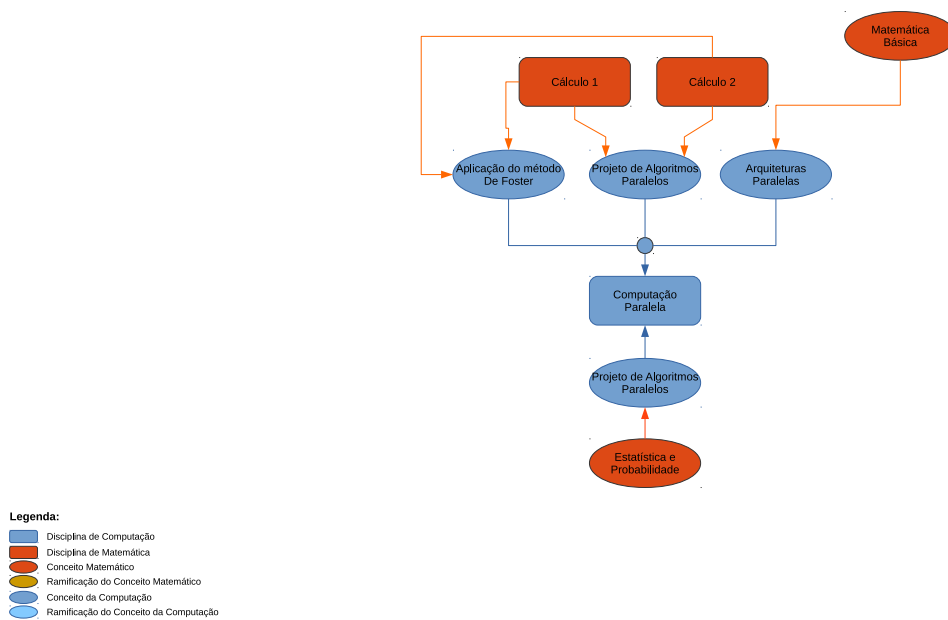 Matemática
Básica
Cálculo 1
Cálculo 2
Aplicação do método
De Foster
Projeto de Algoritmos
Paralelos
Arquiteturas
Paralelas
Computação
Paralela
Projeto de Algoritmos
Paralelos
Estatística e
Probabilidade
Legenda:
Disciplina de Computação
Disciplina de Matemática
Conceito Matemático
Ramificação do Conceito Matemático
Conceito da Computação
Ramificação do Conceito da Computação